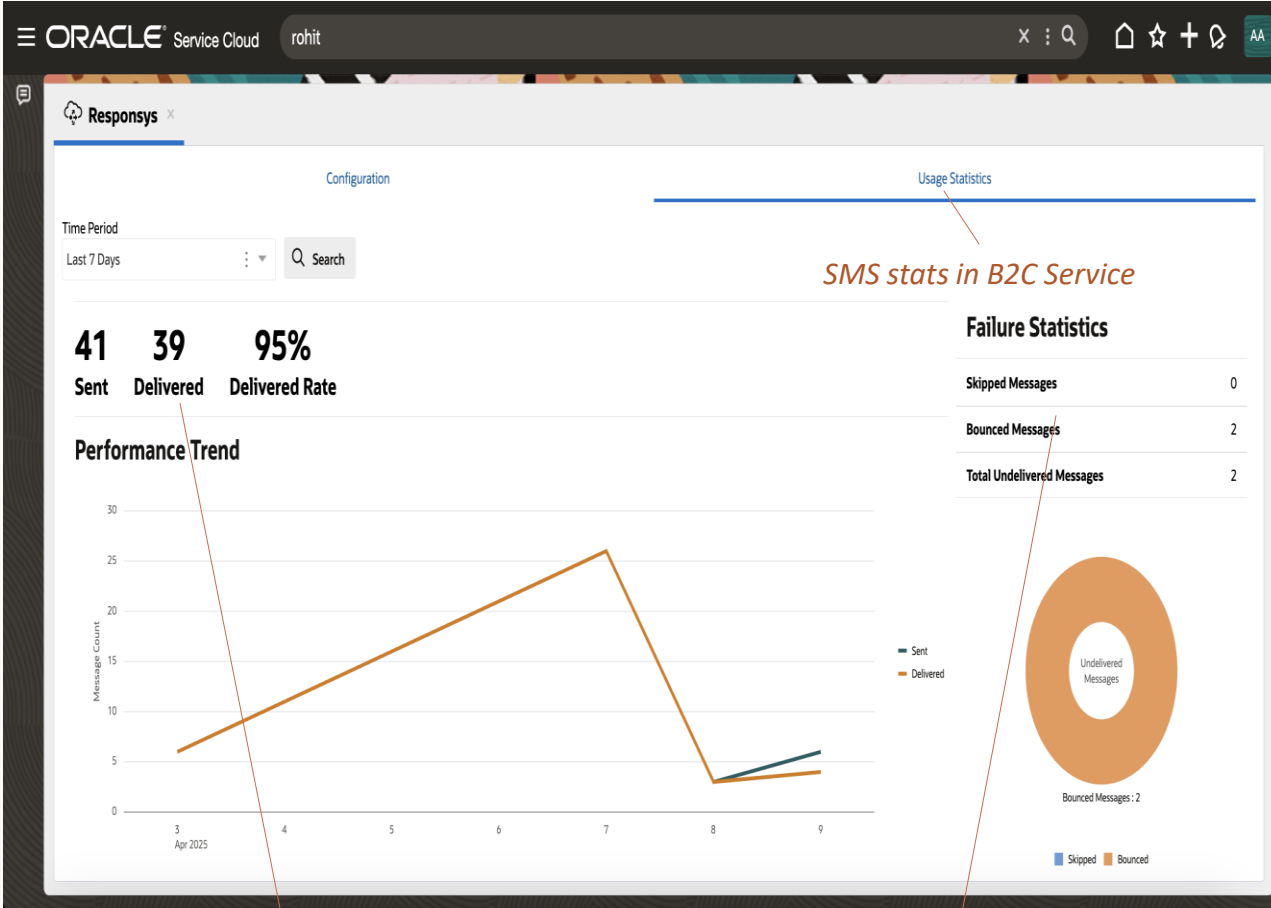 ORACLE Service Cloud
rohit
AA
Responsys
Configuration
Usage Statistics
Time Period
Last 7 Days
Search
SMS stats in B2C Service
41 39 95%
Sent Delivered Delivered Rate
Failure Statistics
Skipped Messages 0
Bounced Messages 2
Total Undelivered Messages 2
Performance Trend
30
25
20
15
10
5
0
Message Count
3 4 5 6 7 8 9
Apr 2025
Sent
Delivered
Undelivered
Messages
Bounced Messages : 2
Skipped Bounced